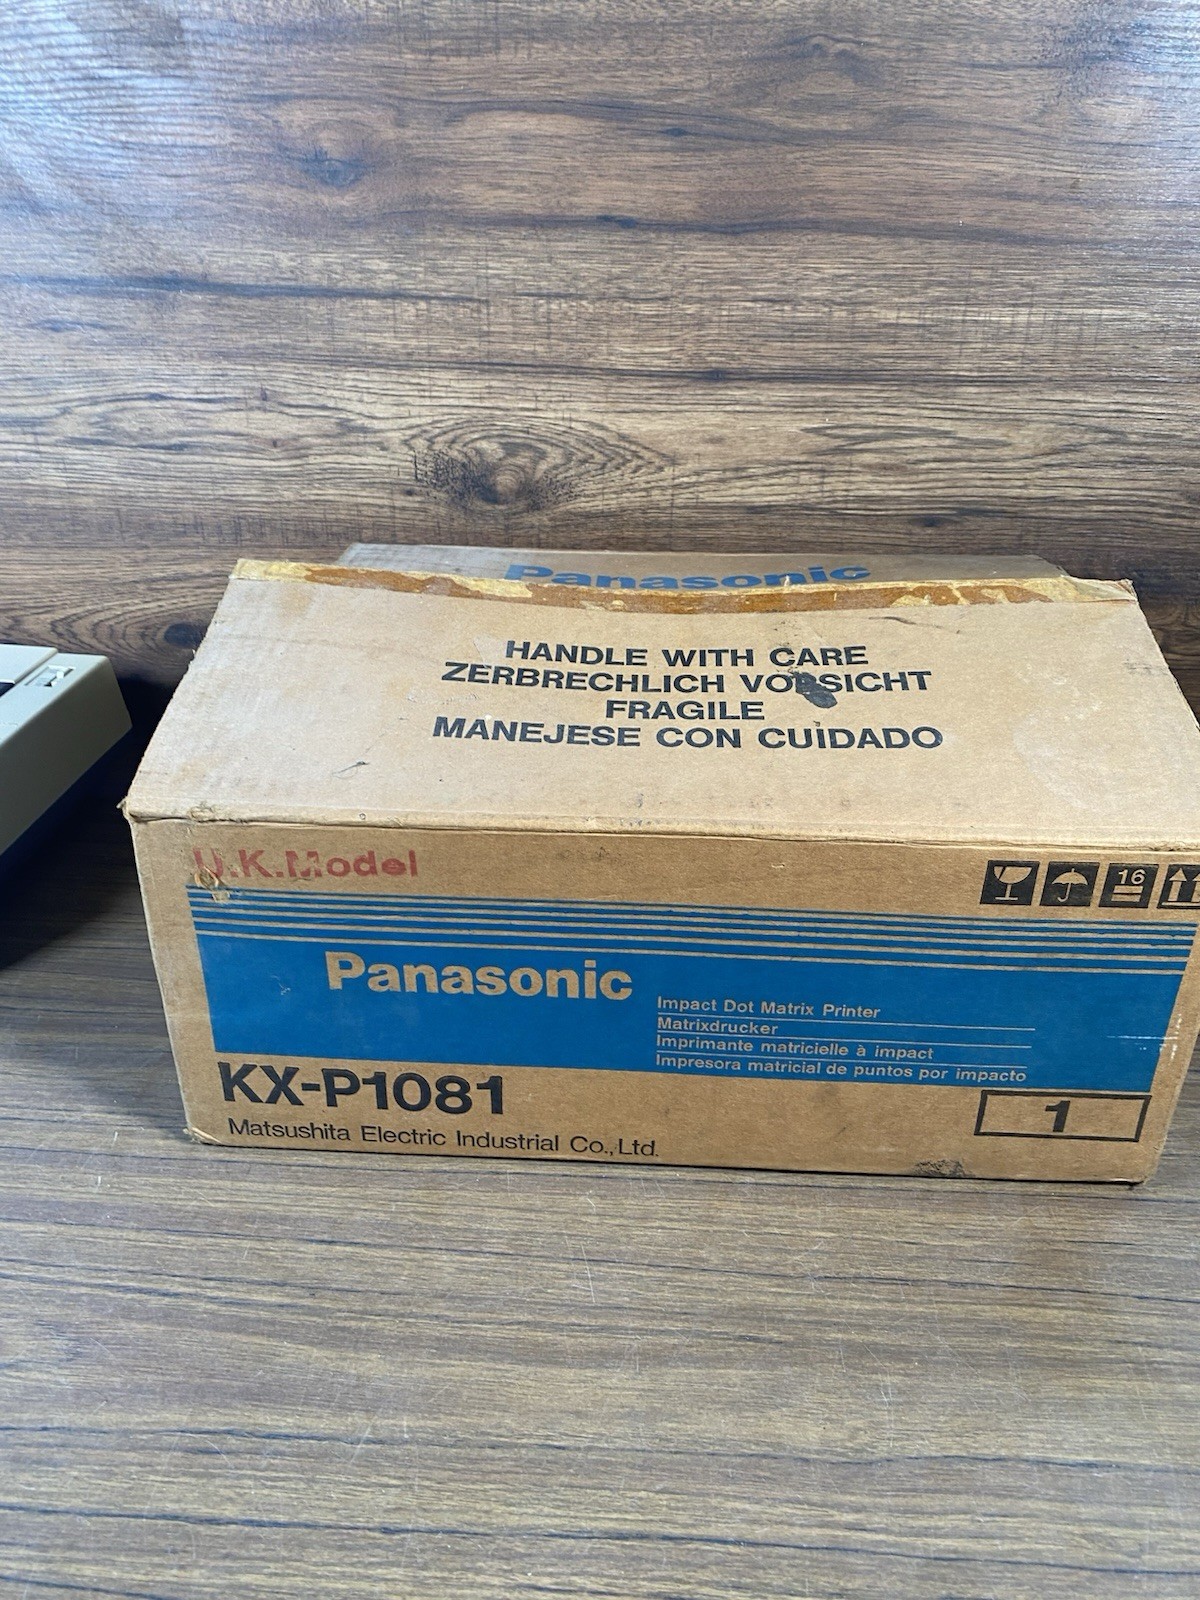 Panasonic
HANDLE WITH CARE
ZERBRECHLICH VORSICHT
FRAGILE
MANEJESE CON CUIDADO
U.K.Model
16
Panasonic
Impact Dot Matrix Printer
Matrixdrucker
Imprimante matricielle à impact
Impresora matricial de puntos por impacto
KX-P1081
1
Matsushita Electric Industrial Co.,Ltd.